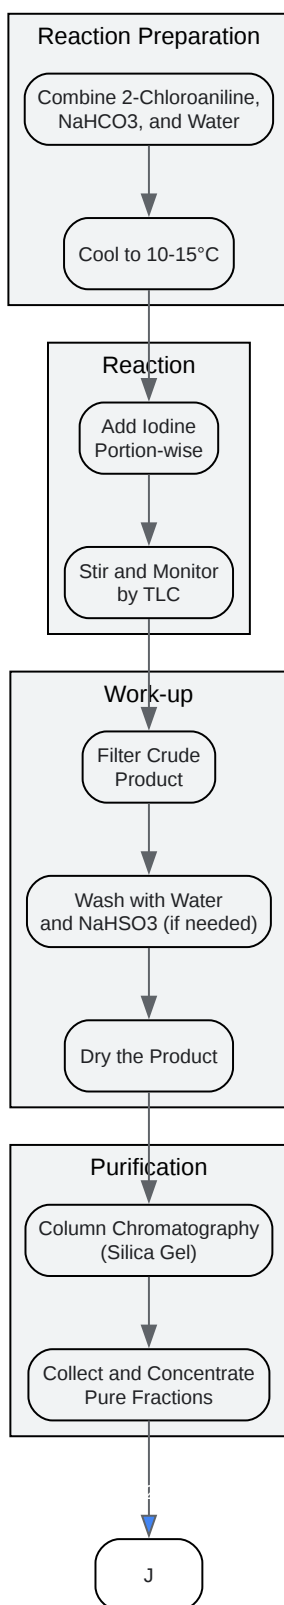 Reaction Preparation
Combine 2-Chloroaniline,
NaHCO3, and Water
Cool to 10-15°C
Reaction
Add Iodine
Portion-wise
Stir and Monitor
by TLC
Work-up
Filter Crude
Product
Wash with Water
and NaHSO3 (if needed)
Dry the Product
Purification
Column Chromatography
(Silica Gel)
Collect and Concentrate
Pure Fractions
J